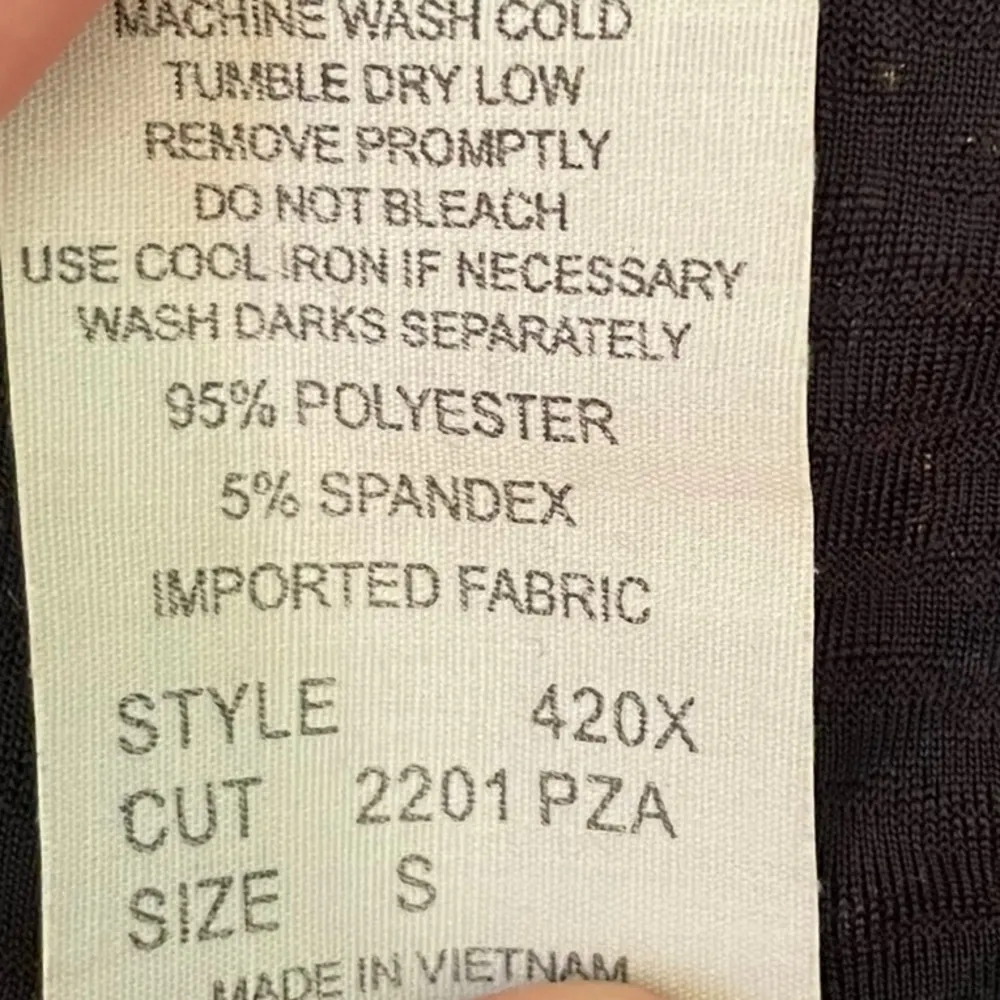 MACHINE WASH COLD
TUMBLE DRY LOW
REMOVE PROMPTLY
DO NOT BLEACH
USE COOL IRON IF NECESSARY
WASH DARKS SEPARATELY
95% POLYESTER
5% SPANDEX
IMPORTED FABRIC
STYLE 420X
CUT 2201 PZA
SIZE S
MADE IN VIETNAM